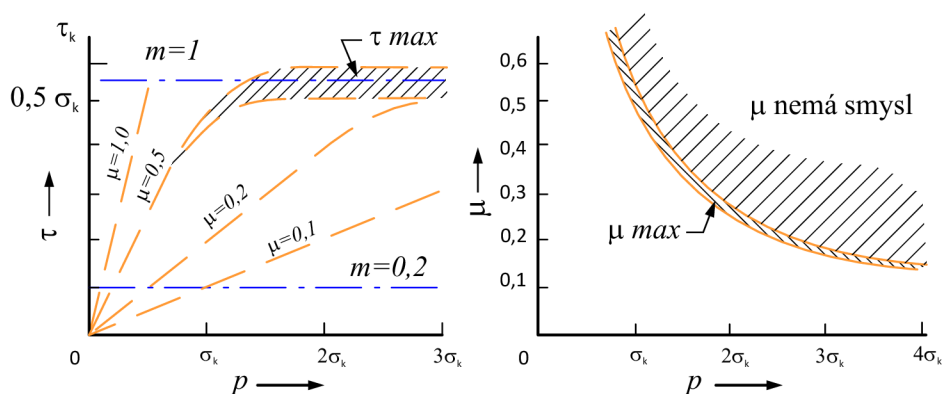 τk
m=1
τ max
0,5 σk
μ=1,0
μ=0,5
μ=0,2
μ=0,1
m=0,2
τ
0
σk
2σk
3σk
p
0,6
0,5
0,4
0,3
0,2
0,1
μ
μ nemá smysl
μ max
0
σk
2σk
3σk
4σk
p